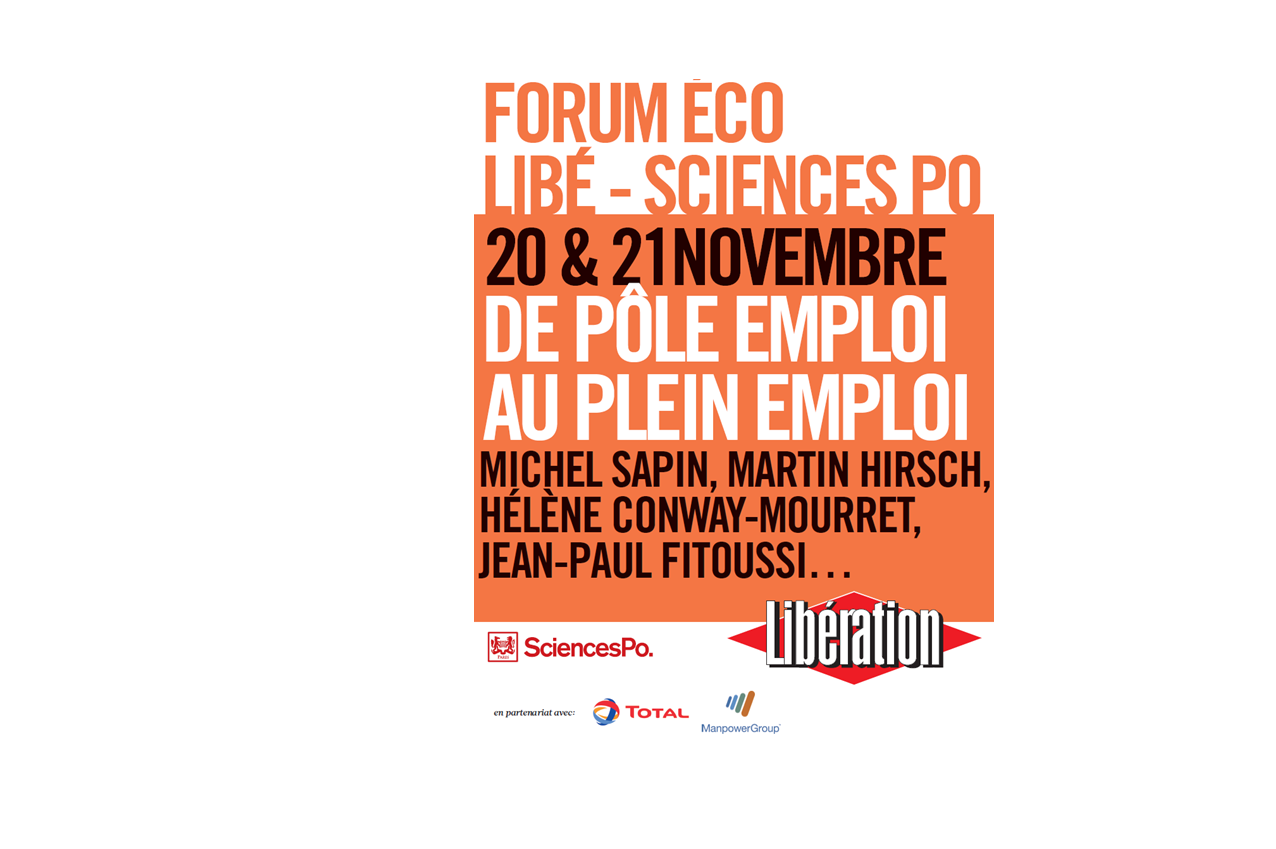 FORUM ÉCO
LIBÉ - SCIENCES PO
20 & 21 NOVEMBRE
DE PÔLE EMPLOI
AU PLEIN EMPLOI
MICHEL SAPIN, MARTIN HIRSCH,
HÉLÈNE CONWAY-MOURRET,
JEAN-PAUL FITOUSSI...
Libération
PARIS
SciencesPo.
en partenariat avec:
TOTAL
ManpowerGroup